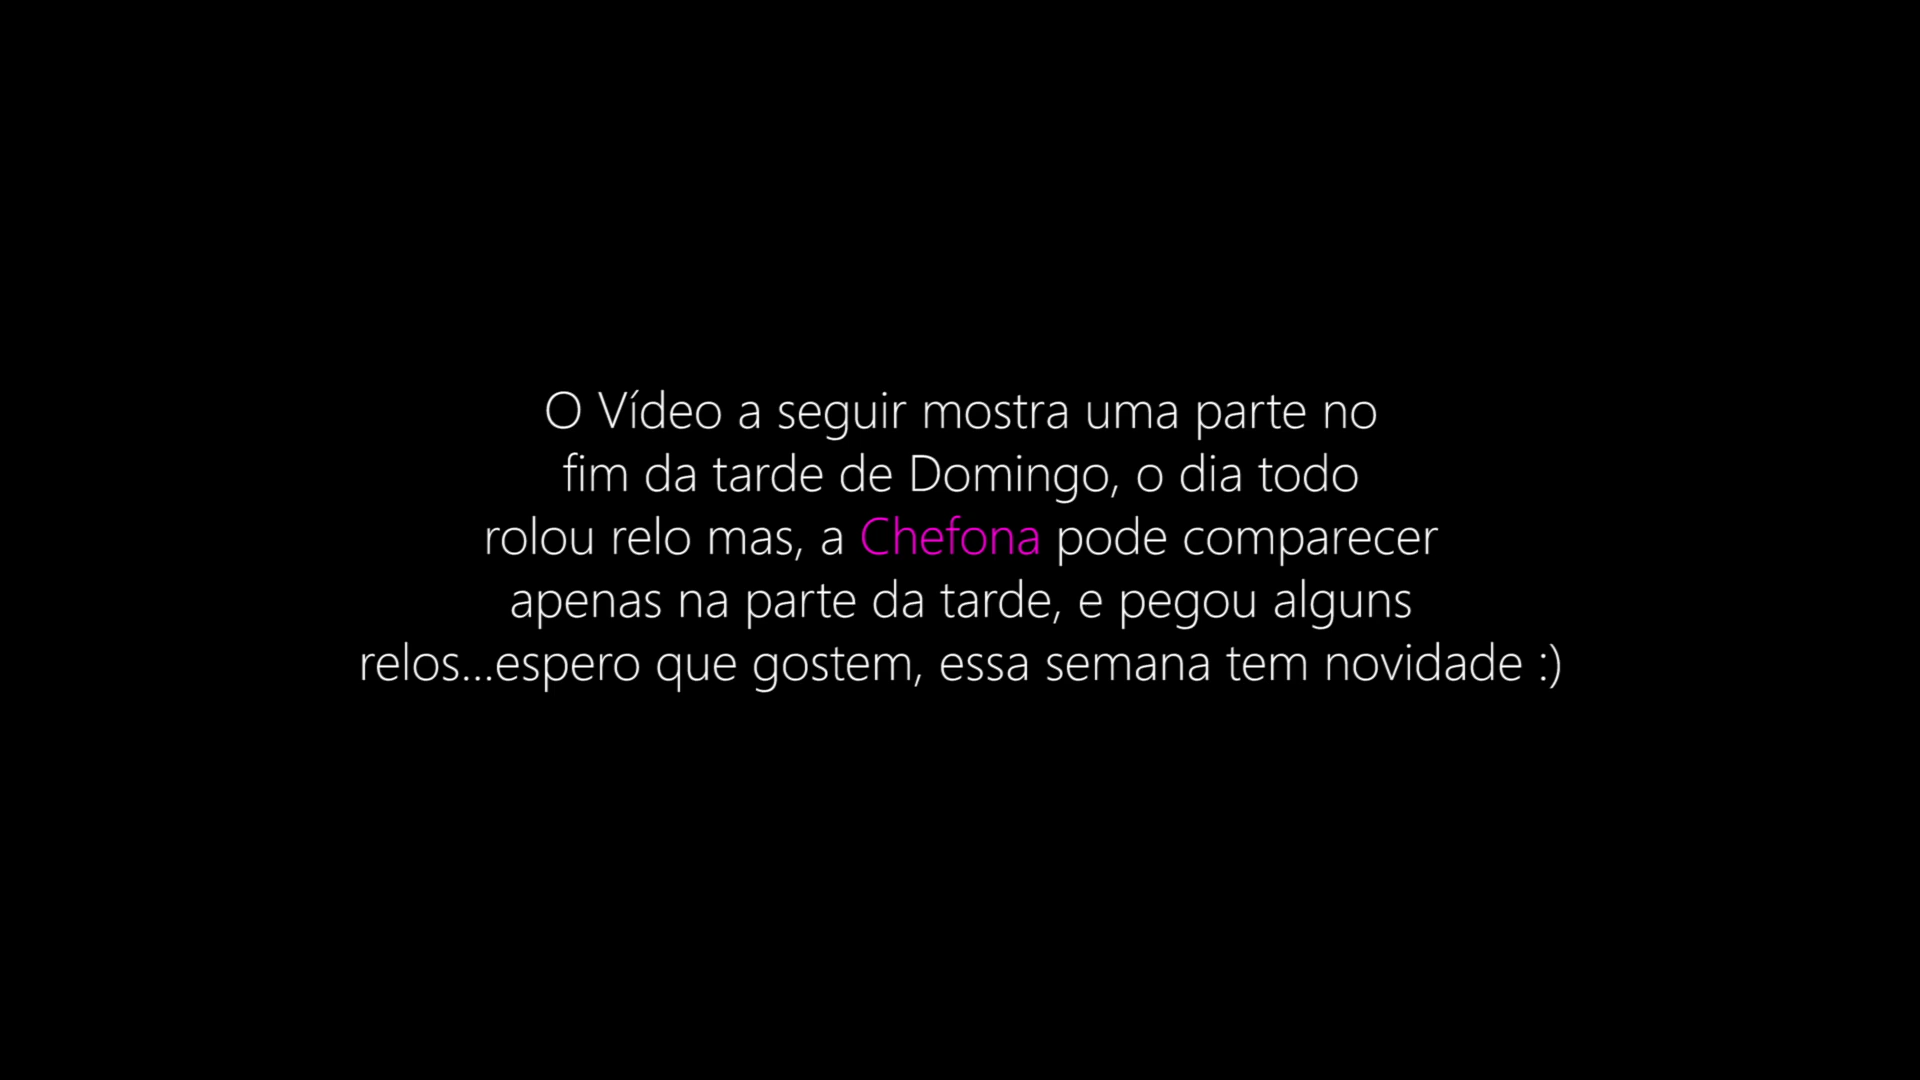 O Vídeo a seguir mostra uma parte no
fim da tarde de Domingo, o dia todo
rolou relo mas, a Chefona pode comparecer
apenas na parte da tarde, e pegou alguns
relos...espero que gostem, essa semana tem novidade :)